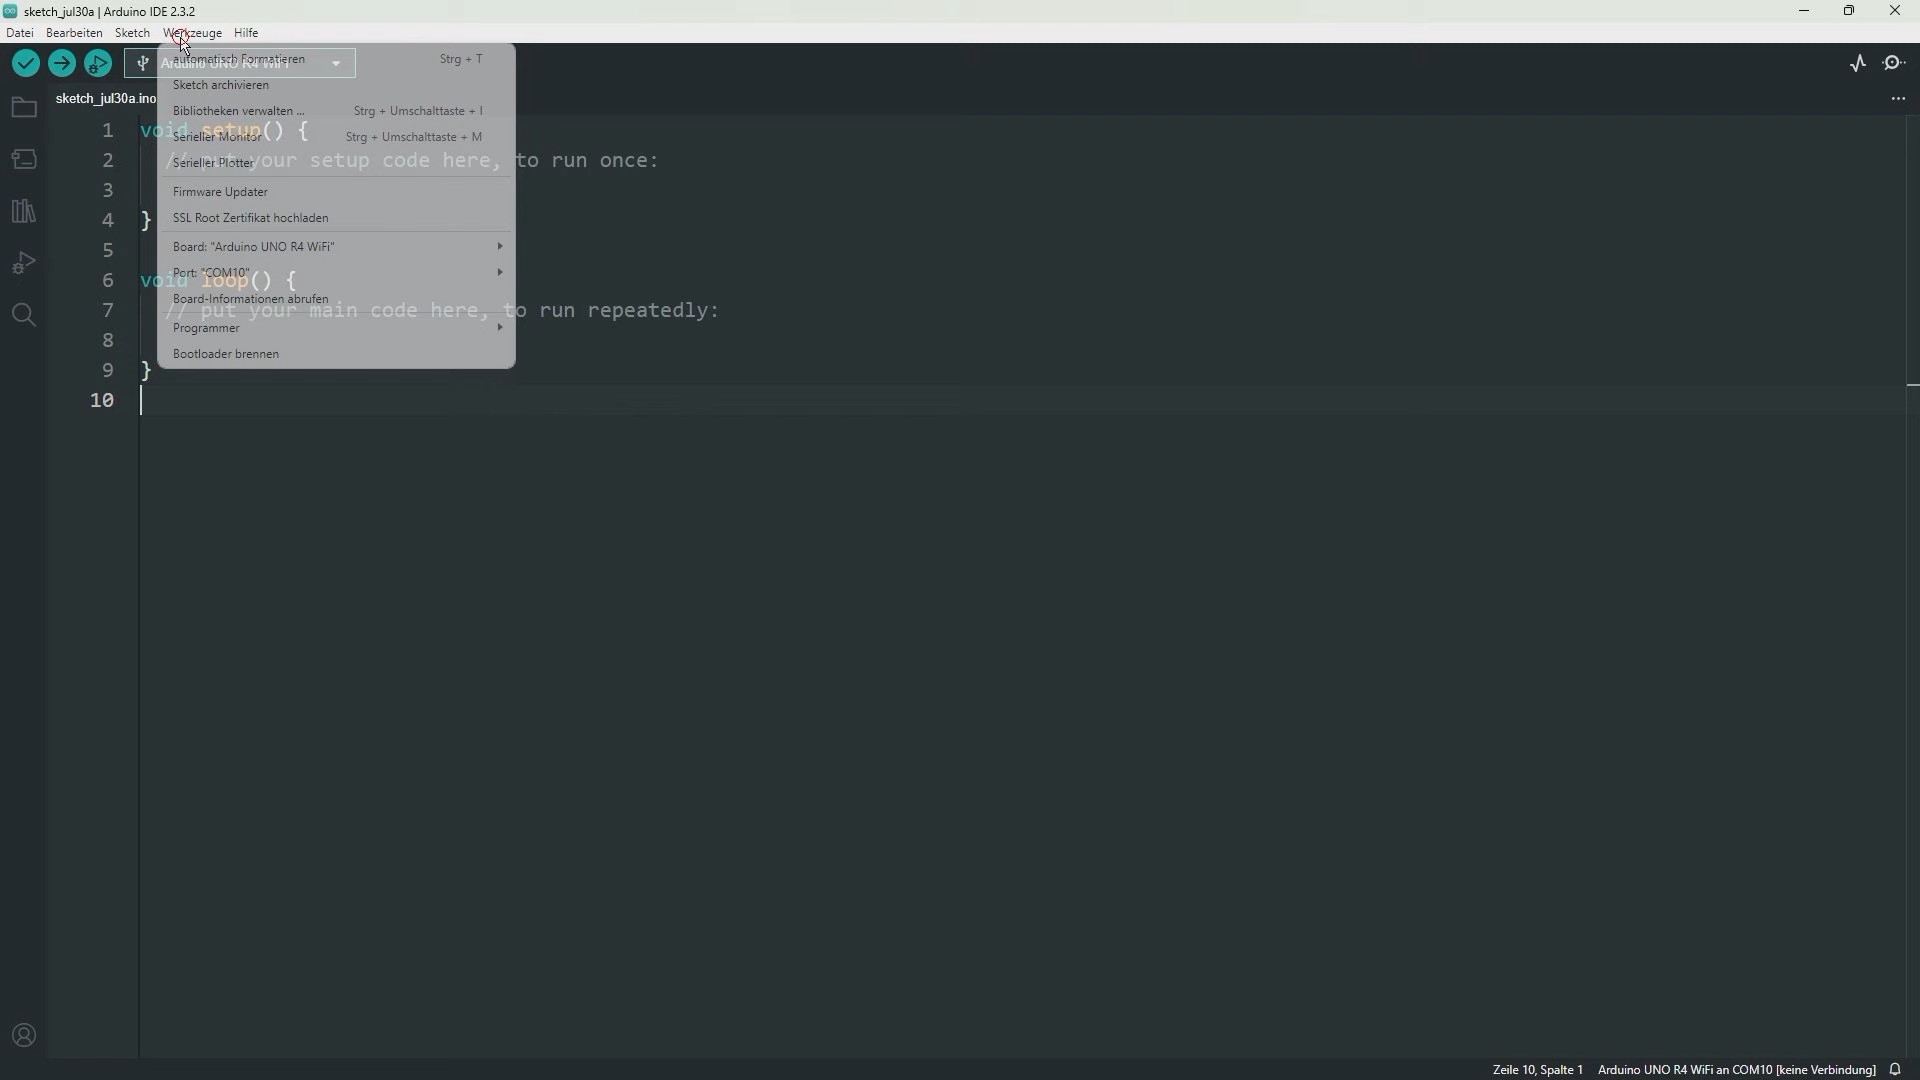 sketch_jul30a | Arduino IDE 2.3.2
Datei Bearbeiten Sketch Werkzeuge Hilfe
Arduino UNO R4 WiFi
automatisch Formatieren Strg + T
Sketch archivieren
sketch_jul30a.ino
Bibliotheken verwalten ... Strg + Umschalttaste + I
1 void setup() {
Serieller Monitor Strg + Umschalttaste + M
2 // put your setup code here, to run once:
Serieller Plotter
3
Firmware Updater
SSL Root Zertifikat hochladen
4 }
Board: "Arduino UNO R4 WiFi"
5
Port: "COM10"
6 void loop() {
Board-Informationen abrufen
7 // put your main code here, to run repeatedly:
Programmer
8
Bootloader brennen
9 }
10
Zeile 10, Spalte 1 Arduino UNO R4 WiFi an COM10 [keine Verbindung]